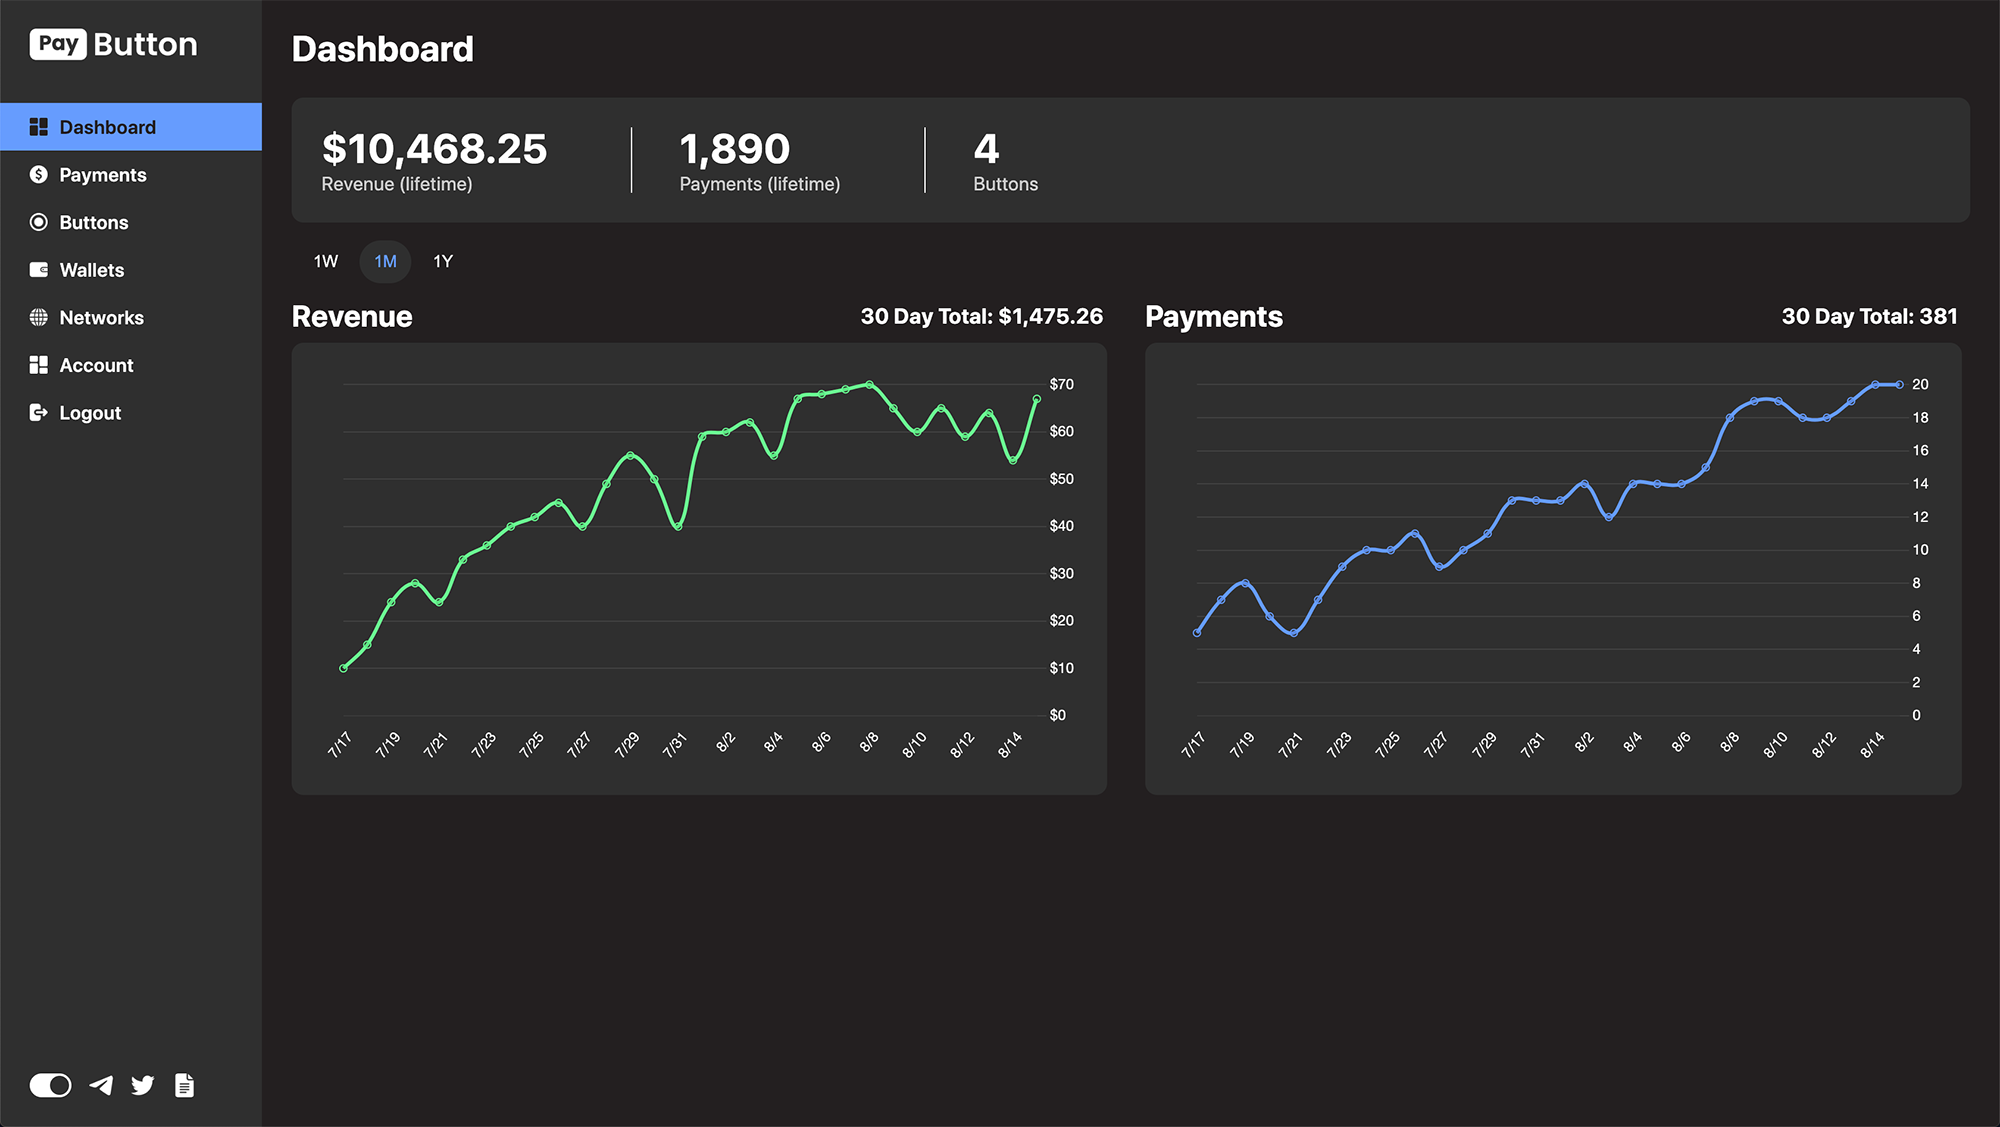 Pay Button
Dashboard
Payments
Buttons
Wallets
Networks
Account
Logout
Dashboard
$10,468.25
Revenue (lifetime)
1,890
Payments (lifetime)
4
Buttons
1W 1M 1Y
Revenue
30 Day Total: $1,475.26
$70
$60
$50
$40
$30
$20
$10
$0
7/17 7/19 7/21 7/23 7/25 7/27 7/29 7/31 8/2 8/4 8/6 8/8 8/10 8/12 8/14
Payments
30 Day Total: 381
20
18
16
14
12
10
8
6
4
2
0
7/17 7/19 7/21 7/23 7/25 7/27 7/29 7/31 8/2 8/4 8/6 8/8 8/10 8/12 8/14